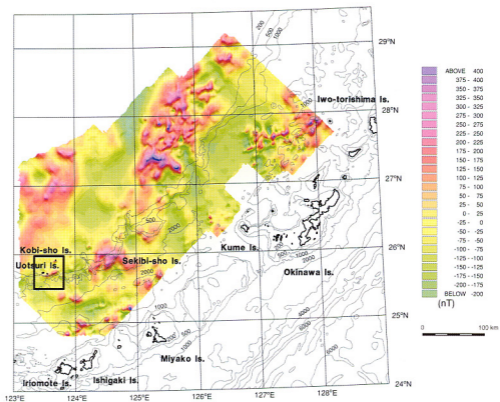 29°N
28°N
27°N
26°N
25°N
24°N
123°E
124°E
125°E
126°E
127°E
128°E
Iwo-torishima Is.
Kobi-sho Is.
Uotsuri Is.
Sekibi-sho Is.
Kume Is.
Okinawa Is.
Miyako Is.
Ishigaki Is.
Iriomote Is.
ABOVE 400
375 - 400
350 - 375
325 - 350
300 - 325
275 - 300
250 - 275
225 - 250
200 - 225
175 - 200
150 - 175
125 - 150
100 - 125
75 - 100
50 - 75
25 - 50
0 - 25
-25 - 0
-50 - -25
-75 - -50
-100 - -75
-125 - -100
-150 - -125
-175 - -150
-200 - -175
BELOW -200
(nT)
0 100 km